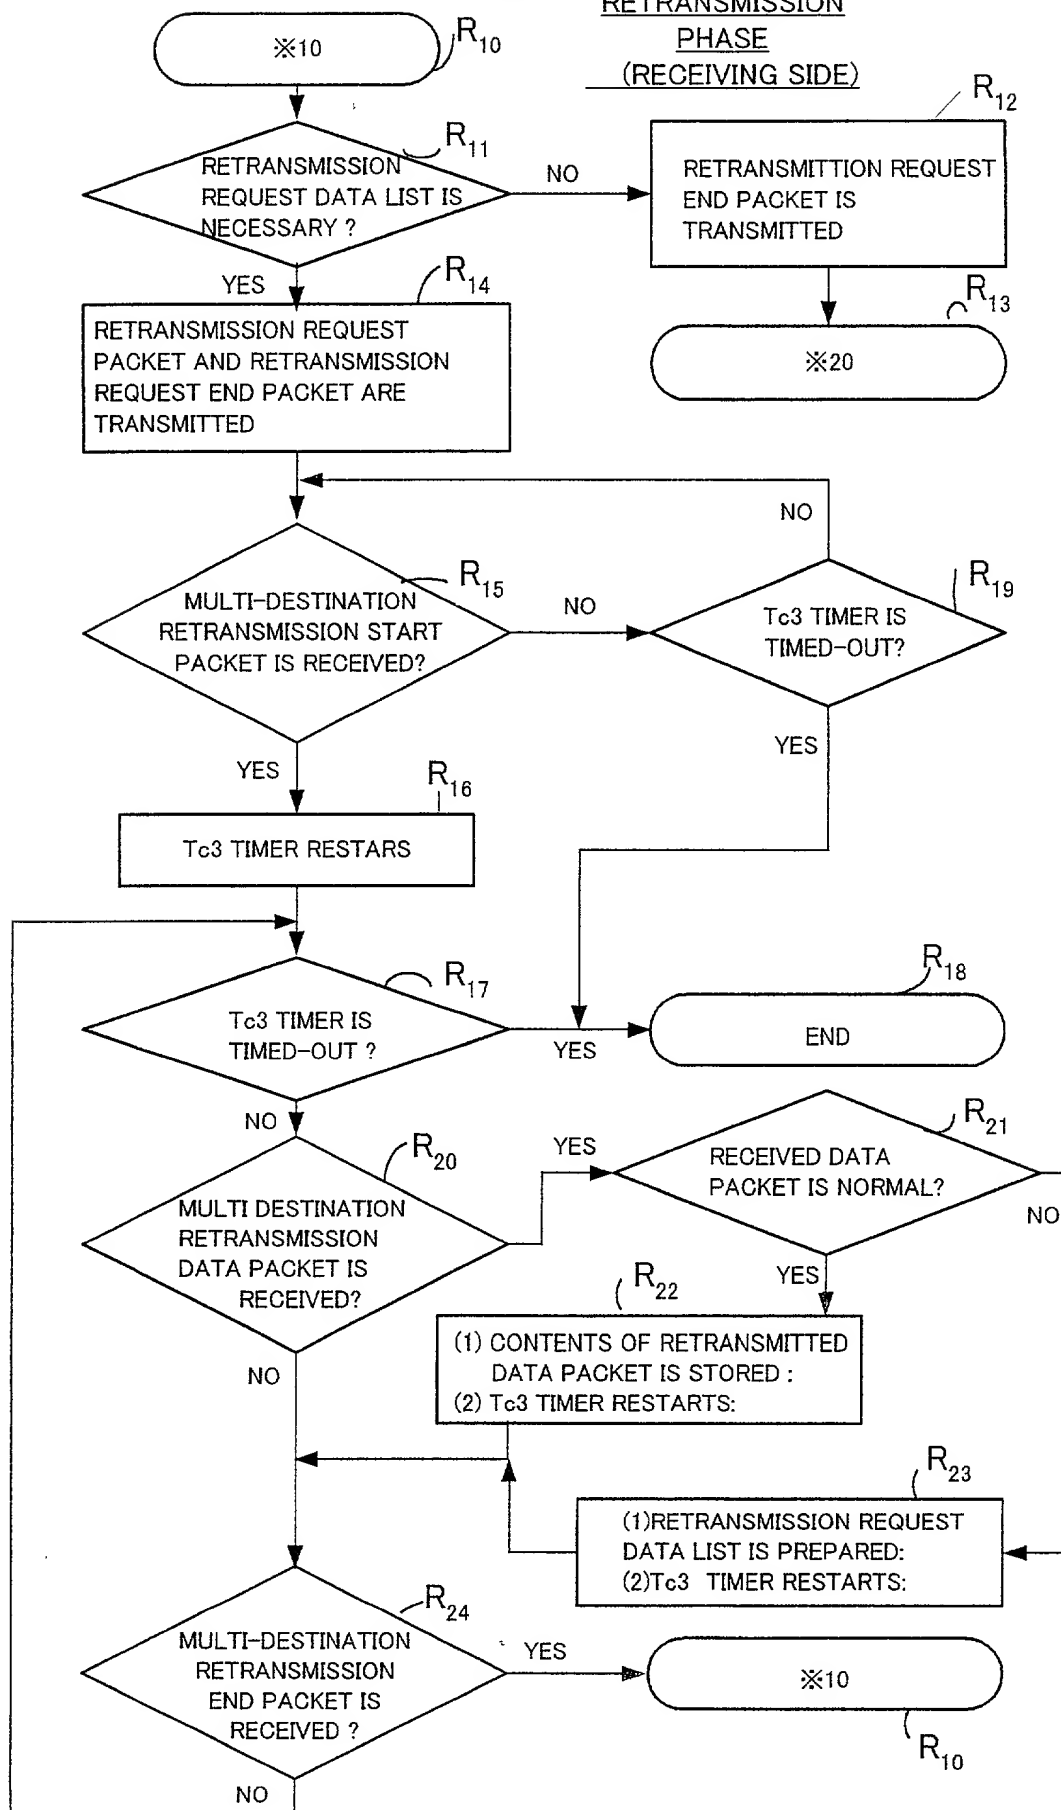 RETRANSMISSION
PHASE
(RECEIVING SIDE)
※10
R10
RETRANSMISSION
REQUEST DATA LIST IS
NECESSARY ?
R11
NO
R12
RETRANSMITTION REQUEST
END PACKET IS
TRANSMITTED
YES
R14
R13
※20
RETRANSMISSION REQUEST
PACKET AND RETRANSMISSION
REQUEST END PACKET ARE
TRANSMITTED
NO
R15
MULTI-DESTINATION
RETRANSMISSION START
PACKET IS RECEIVED?
NO
R19
Tc3 TIMER IS
TIMED-OUT?
YES
YES
R16
Tc3 TIMER RESTARS
R17
Tc3 TIMER IS
TIMED-OUT ?
YES
R18
END
NO
R20
MULTI DESTINATION
RETRANSMISSION
DATA PACKET IS
RECEIVED?
YES
R21
RECEIVED DATA
PACKET IS NORMAL?
NO
YES
R22
(1) CONTENTS OF RETRANSMITTED
DATA PACKET IS STORED :
(2) Tc3 TIMER RESTARTS:
NO
R23
(1)RETRANSMISSION REQUEST
DATA LIST IS PREPARED:
(2)Tc3 TIMER RESTARTS:
R24
MULTI-DESTINATION
RETRANSMISSION
END PACKET IS
RECEIVED ?
YES
※10
R10
NO